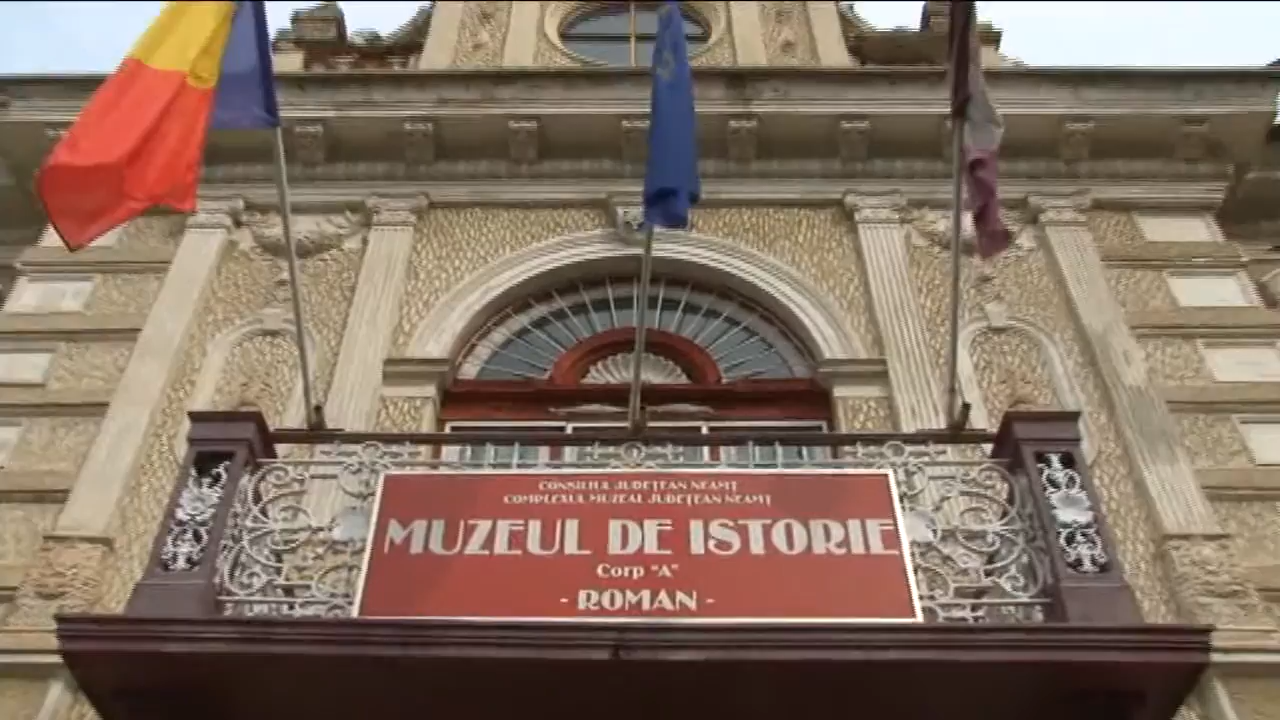 CONSILIUL JUDEȚEAN NEAMȚ
COMPLEXUL MUZEAL JUDEȚEAN NEAMȚ
MUZEUL DE ISTORIE
Corp "A"
- ROMAN -